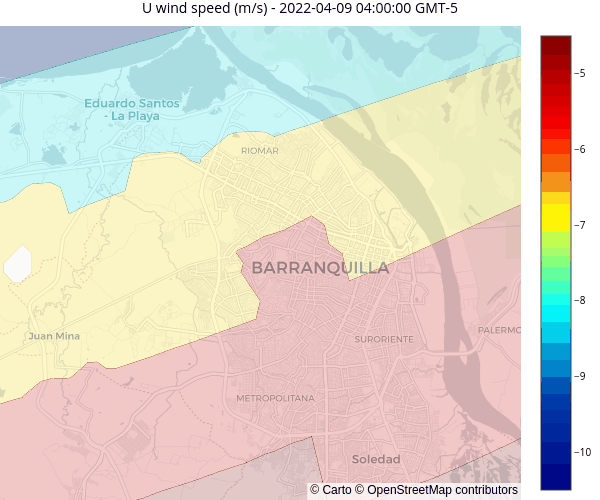 U wind speed (m/s) - 2022-04-09 04:00:00 GMT-5
Eduardo Santos
- La Playa
RIOMAR
BARRANQUILLA
Juan Mina
SURORIENTE
PALERMO
METROPOLITANA
Soledad
© Carto © OpenStreetMap contributors
−5
−6
−7
−8
−9
−10